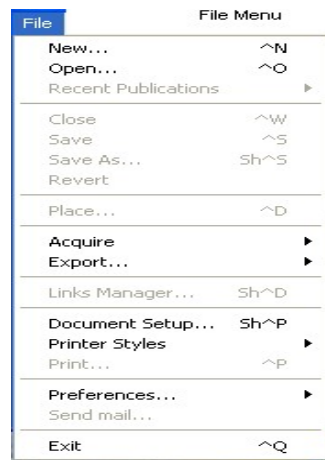 File File Menu
New... ^N
Open... ^O
Recent Publications
Close ^W
Save ^S
Save As... Sh^S
Revert
Place... ^D
Acquire
Export...
Links Manager... Sh^D
Document Setup... Sh^P
Printer Styles
Print... ^P
Preferences...
Send mail...
Exit ^Q